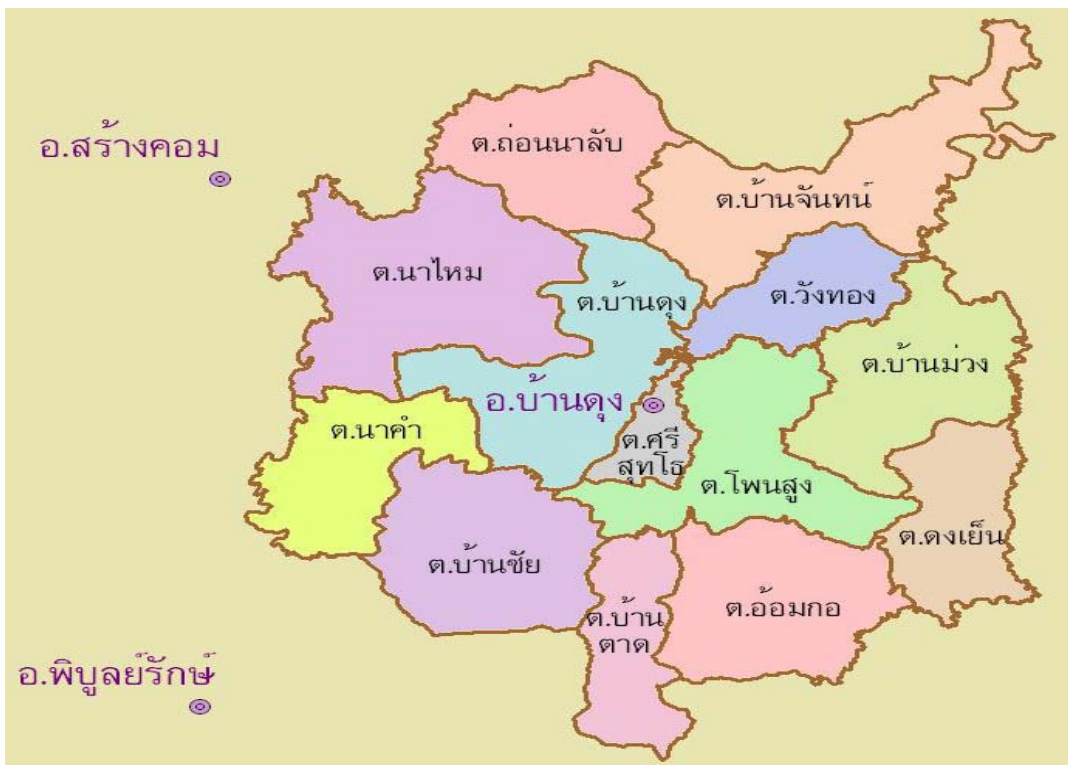 อ.สร้างคอม
ต.ถ่อนนาลับ
ต.บ้านจันทน์
ต.นาไหม
ต.บ้านดุง
ต.วังทอง
ต.บ้านม่วง
อ.บ้านดุง
ต.นาคำ
ต.ศรี
สุทโธ
ต.โพนสูง
ต.ดงเย็น
ต.บ้านชัย
ต.บ้าน
ตาด
ต.อ้อมกอ
อ.พิบูลย์รักษ์